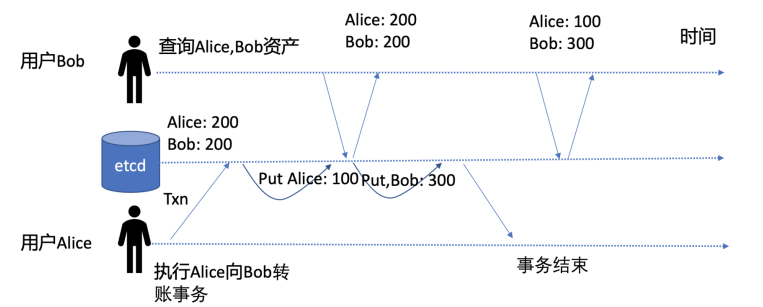 Alice: 200
Bob: 200
Alice: 100
Bob: 300
时间
用户Bob
查询Alice,Bob资产
Alice: 200
Bob: 200
etcd
Txn
Put Alice: 100
Put,Bob: 300
用户Alice
执行Alice向Bob转
账事务
事务结束